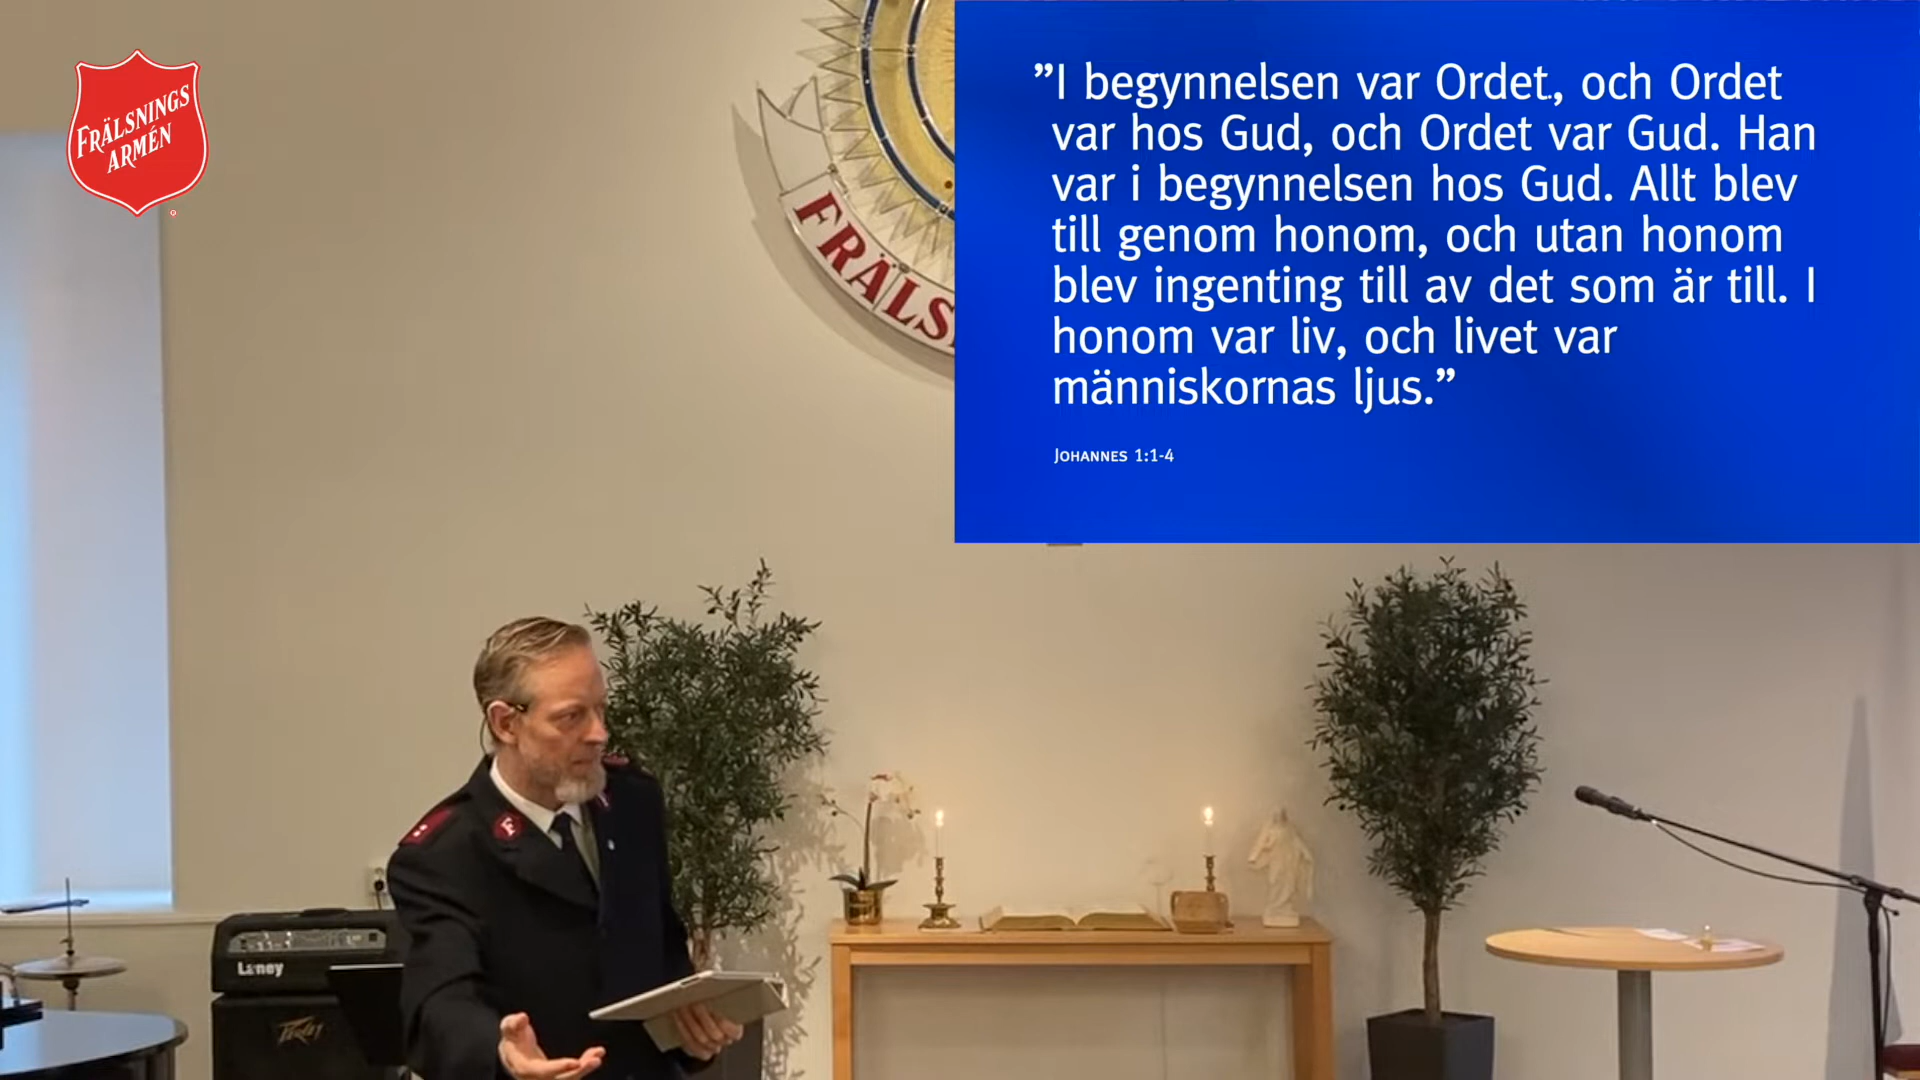 FRÄLSNINGS
ARMÉN
”I begynnelsen var Ordet., och Ordet
var hos Gud, och Ordet var Gud. Han
var i begynnelsen hos Gud. Allt blev
till genom honom, och utan honom
blev ingenting till av det som är till. I
honom var liv, och livet var
människornas ljus.”
JOHANNES 1:1-4
FRÄLS
Laney
PEAVEY